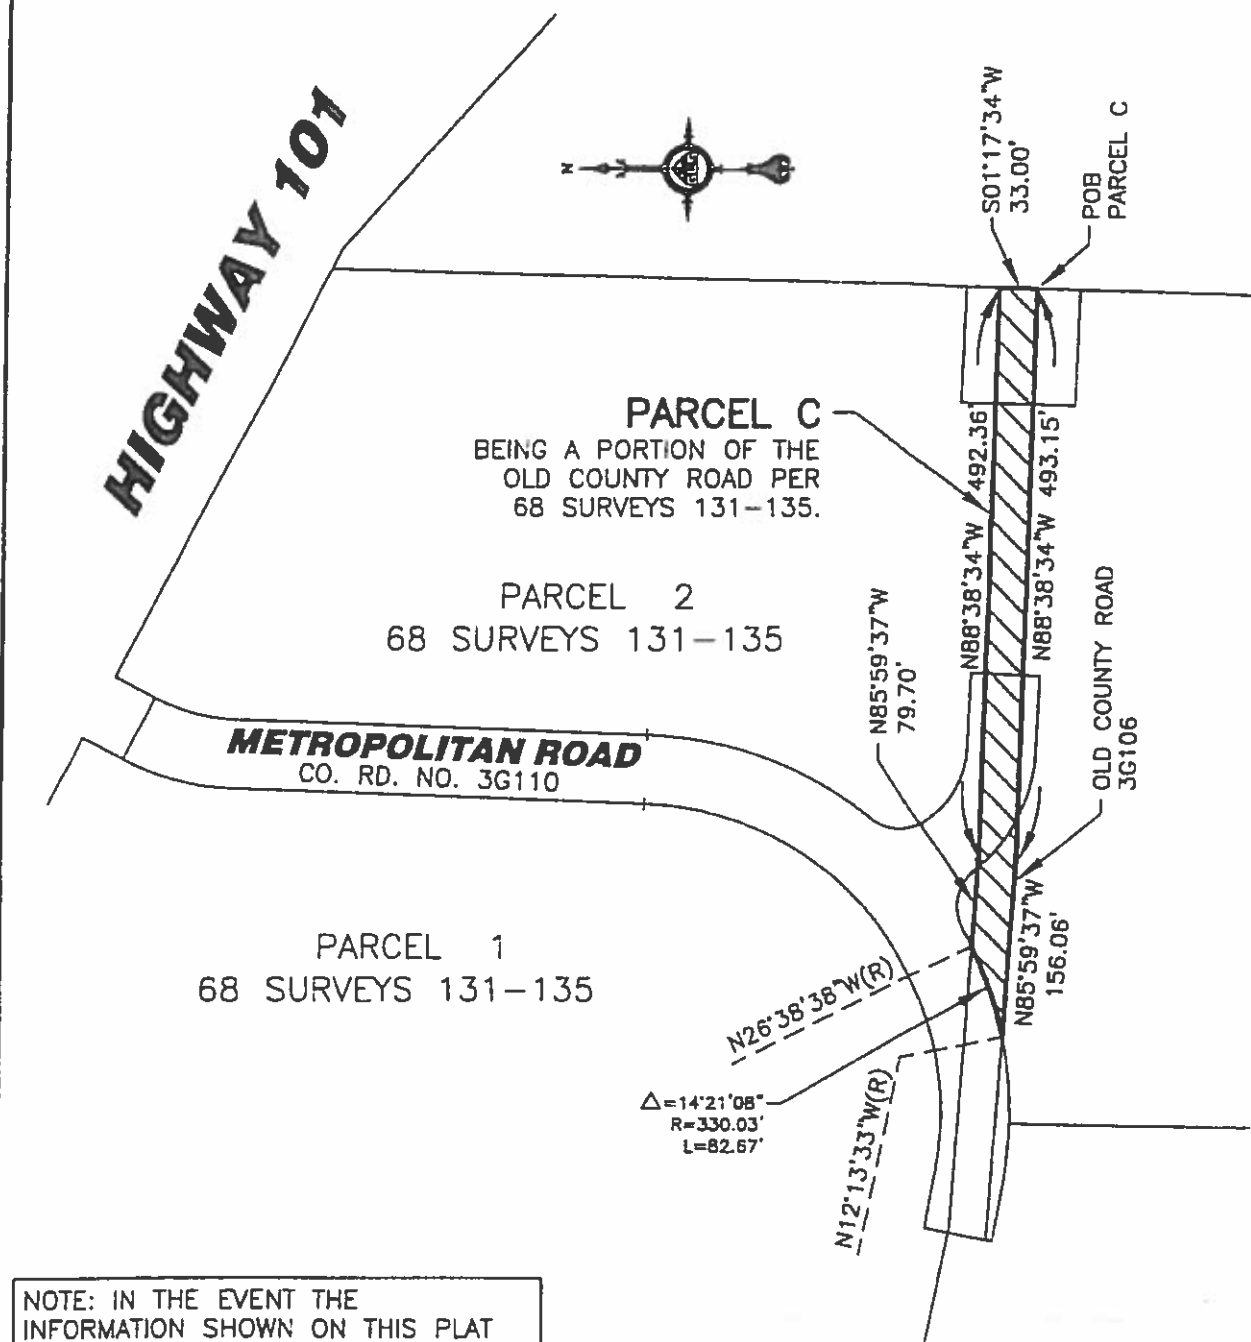 HIGHWAY 101
N
S01°17'34"W
33.00'
POB
PARCEL C
PARCEL C
BEING A PORTION OF THE
OLD COUNTY ROAD PER
68 SURVEYS 131-135.
N88°38'34"W 492.36'
N88°38'34"W 493.15'
PARCEL 2
68 SURVEYS 131-135
N85°59'37"W
79.70'
OLD COUNTY ROAD
3G106
METROPOLITAN ROAD
CO. RD. NO. 3G110
PARCEL 1
68 SURVEYS 131-135
N85°59'37"W
156.06'
N26°38'38"W(R)
△=14°21'08"
R=330.03'
L=82.67'
N12°13'33"W(R)
NOTE: IN THE EVENT THE
INFORMATION SHOWN ON THIS PLAT